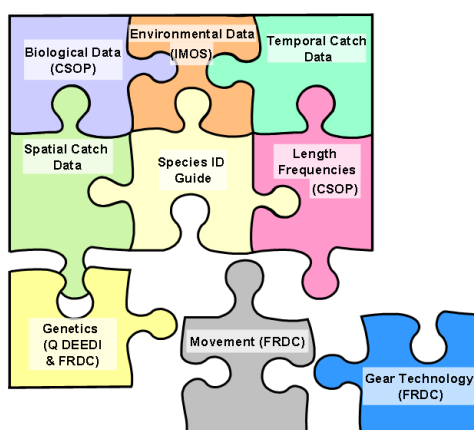 Biological Data
(CSOP)
Environmental Data
(IMOS)
Temporal Catch
Data
Spatial Catch
Data
Species ID
Guide
Length
Frequencies
(CSOP)
Genetics
(Q DEEDI
& FRDC)
Movement (FRDC)
Gear Technology
(FRDC)